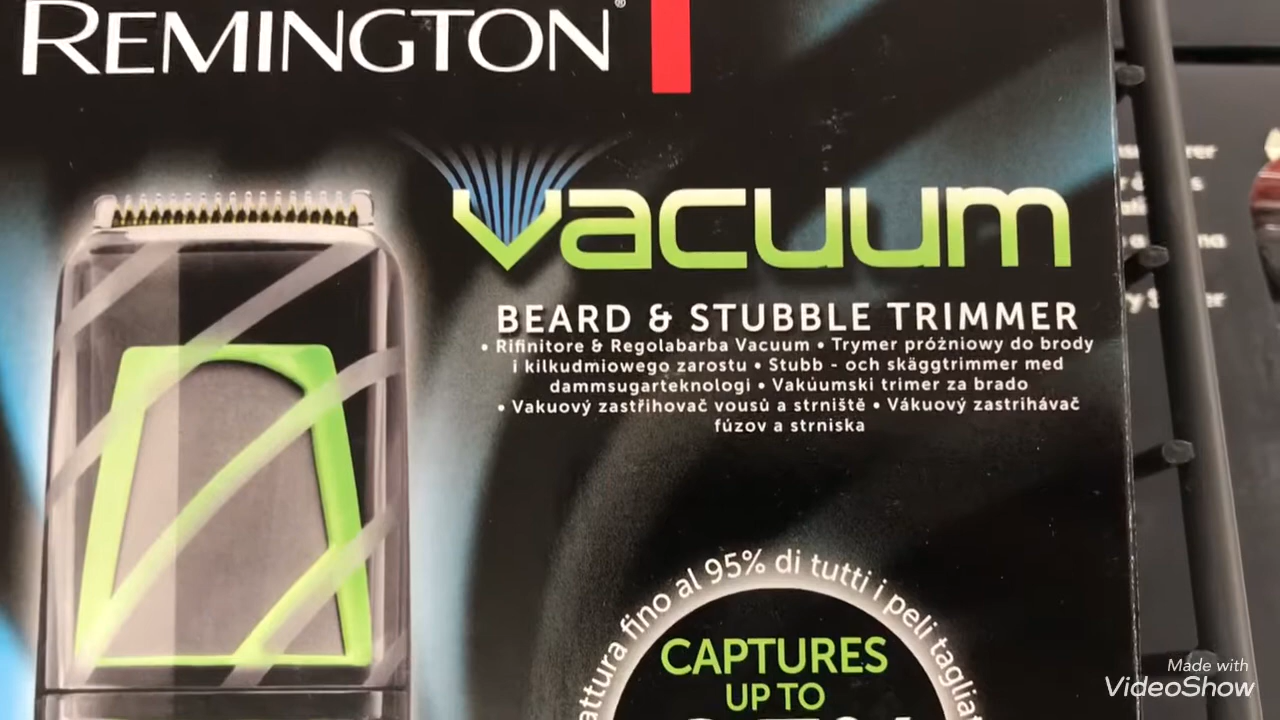 REMINGTON®
vacuum
BEARD & STUBBLE TRIMMER
• Rifinitore & Regolabarba Vacuum • Trymer próżniowy do brody
i kilkudmiowego zarostu • Stubb - och skäggtrimmer med
dammsugarteknologi • Vakúumski trimer za brado
• Vakuový zastřihovač vousů a strniště • Vákuový zastrihávač
fúzov a strniska
fino al 95% di tutti i peli
CAPTURES
UP TO
Made with
VideoShow